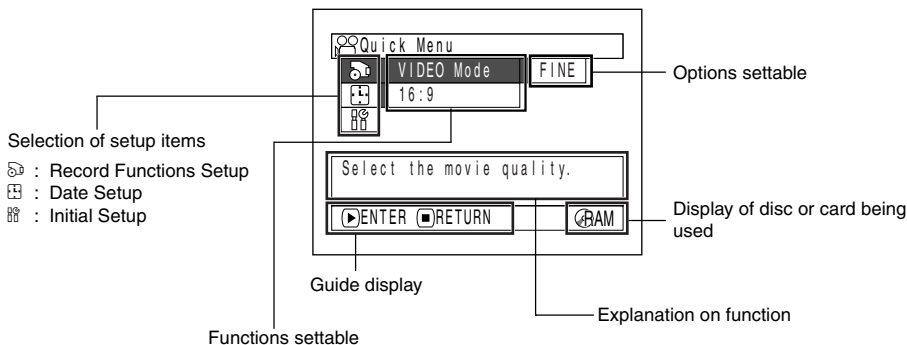 Quick Menu
VIDEO Mode FINE
16:9
Options settable
Selection of setup items
: Record Functions Setup
: Date Setup
: Initial Setup
Select the movie quality.
ENTER RETURN RAM
Display of disc or card being
used
Guide display
Explanation on function
Functions settable